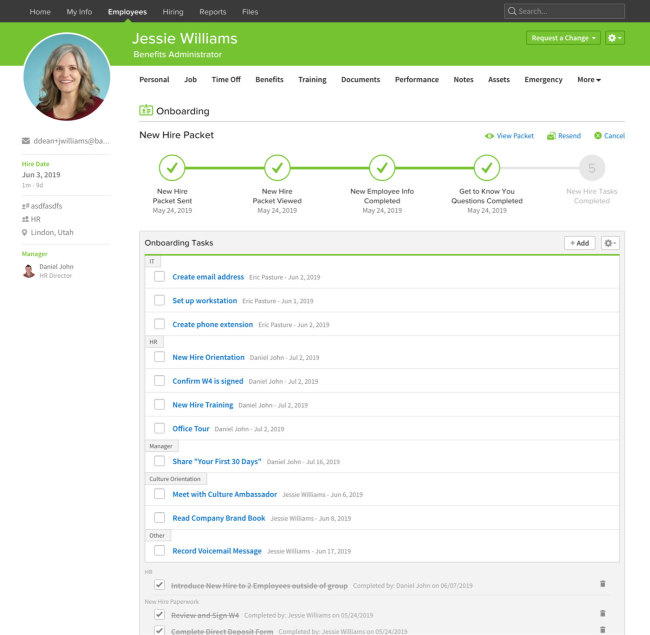 Home My Info Employees Hiring Reports Files Search...
Jessie Williams
Request a Change
Benefits Administrator
Personal Job Time Off Benefits Training Documents Performance Notes Assets Emergency More
Onboarding
New Hire Packet
View Packet Resend Cancel
ddean+jwilliams@ba...
Hire Date
Jun 3, 2019
1m - 9d
asdfasdfs
HR
Lindon, Utah
Manager
Daniel John
HR Director
5
New Hire Packet Sent May 24, 2019
New Hire Packet Viewed May 24, 2019
New Employee Info Completed May 24, 2019
Get to Know You Questions Completed May 24, 2019
New Hire Tasks Completed
Onboarding Tasks
+ Add
IT
Create email address Eric Pasture - Jun 2, 2019
Set up workstation Eric Pasture - Jun 1, 2019
Create phone extension Eric Pasture - Jun 2, 2019
HR
New Hire Orientation Daniel John - Jul 2, 2019
Confirm W4 is signed Daniel John - Jul 2, 2019
New Hire Training Daniel John - Jul 2, 2019
Office Tour Daniel John - Jul 2, 2019
Manager
Share "Your First 30 Days" Daniel John - Jul 16, 2019
Culture Orientation
Meet with Culture Ambassador Jessie Williams - Jun 6, 2019
Read Company Brand Book Jessie Williams - Jun 8, 2019
Other
Record Voicemail Message Jessie Williams - Jun 17, 2019
HR
Introduce New Hire to 2 Employees outside of group Completed by: Daniel John on 06/07/2019
New Hire Paperwork
Review and Sign W4 Completed by: Jessie Williams on 05/24/2019
Complete Direct Deposit Form Completed by: Jessie Williams on 05/24/2019